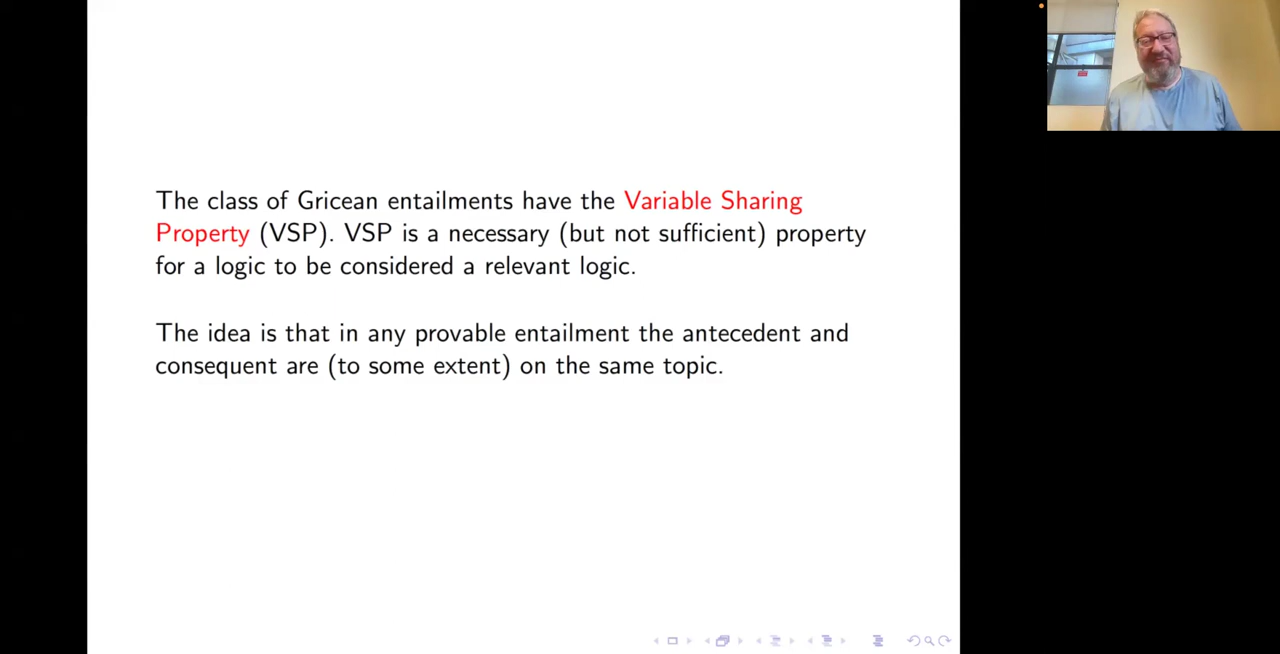 The class of Gricean entailments have the Variable Sharing
Property (VSP). VSP is a necessary (but not sufficient) property
for a logic to be considered a relevant logic.
The idea is that in any provable entailment the antecedent and
consequent are (to some extent) on the same topic.